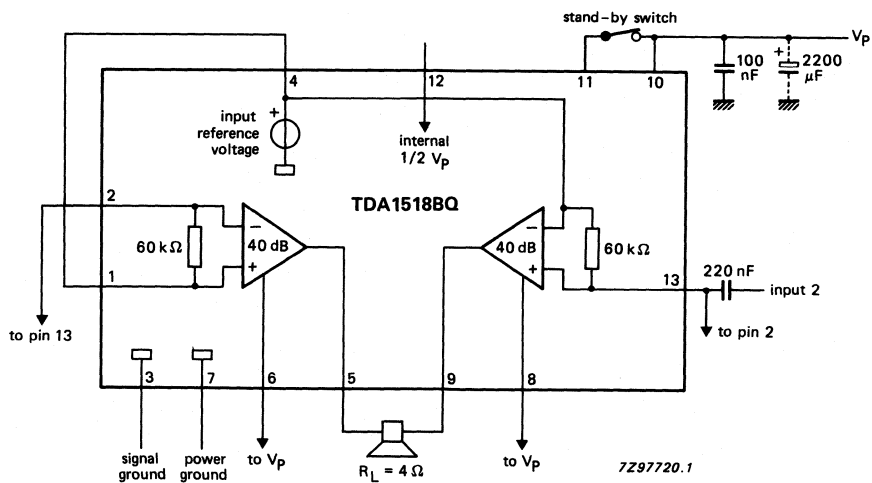 stand-by switch
V_P
11
10
100
nF
+
2200
µF
4
12
input
reference
voltage
+
internal
1/2 V_P
TDA1518BQ
2
60 kΩ
−
40 dB
+
1
−
40 dB
+
60 kΩ
13
220 nF
input 2
to pin 13
to pin 2
3
7
6
5
9
8
signal
ground
power
ground
to V_P
R_L = 4 Ω
to V_P
7Z97720.1